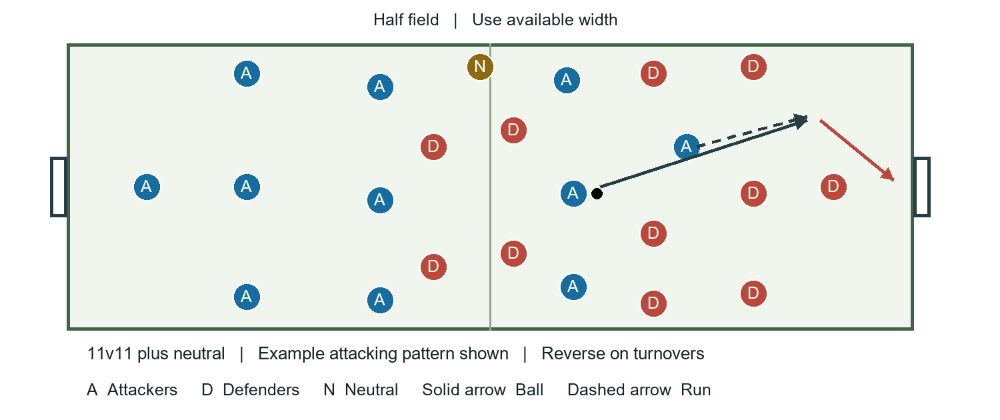 Half field | Use available width
D
A
N
A
D
A
A
D
D
A
A
A
A
D
A
D
D
A
D
D
D
A
D
A
A
D
11v11 plus neutral | Example attacking pattern shown | Reverse on turnovers
A Attackers D Defenders N Neutral Solid arrow Ball Dashed arrow Run